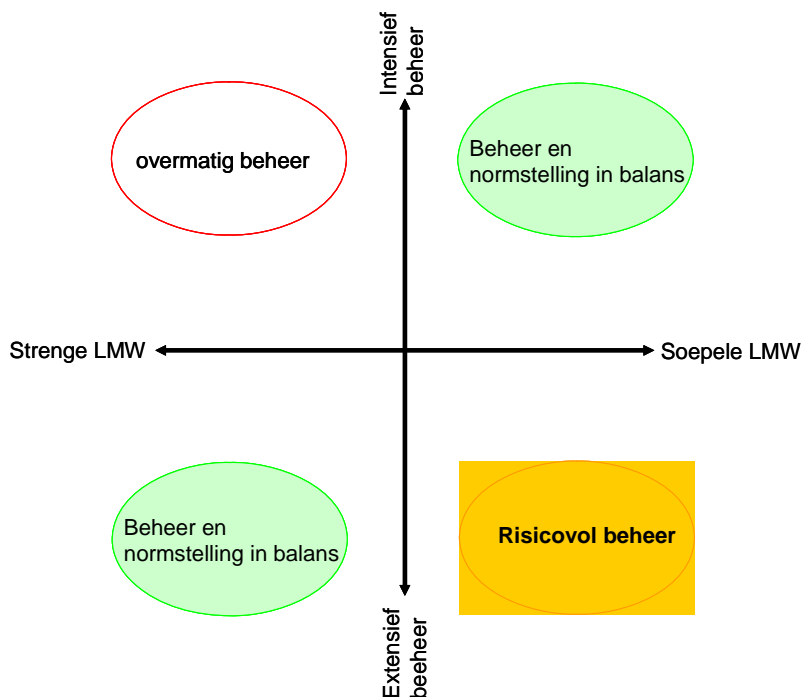 Intensief
beheer
overmatig beheer
Beheer en
normstelling in balans
Strenge LMW
Soepele LMW
Beheer en
normstelling in balans
Risicovol beheer
Extensief
beeheer